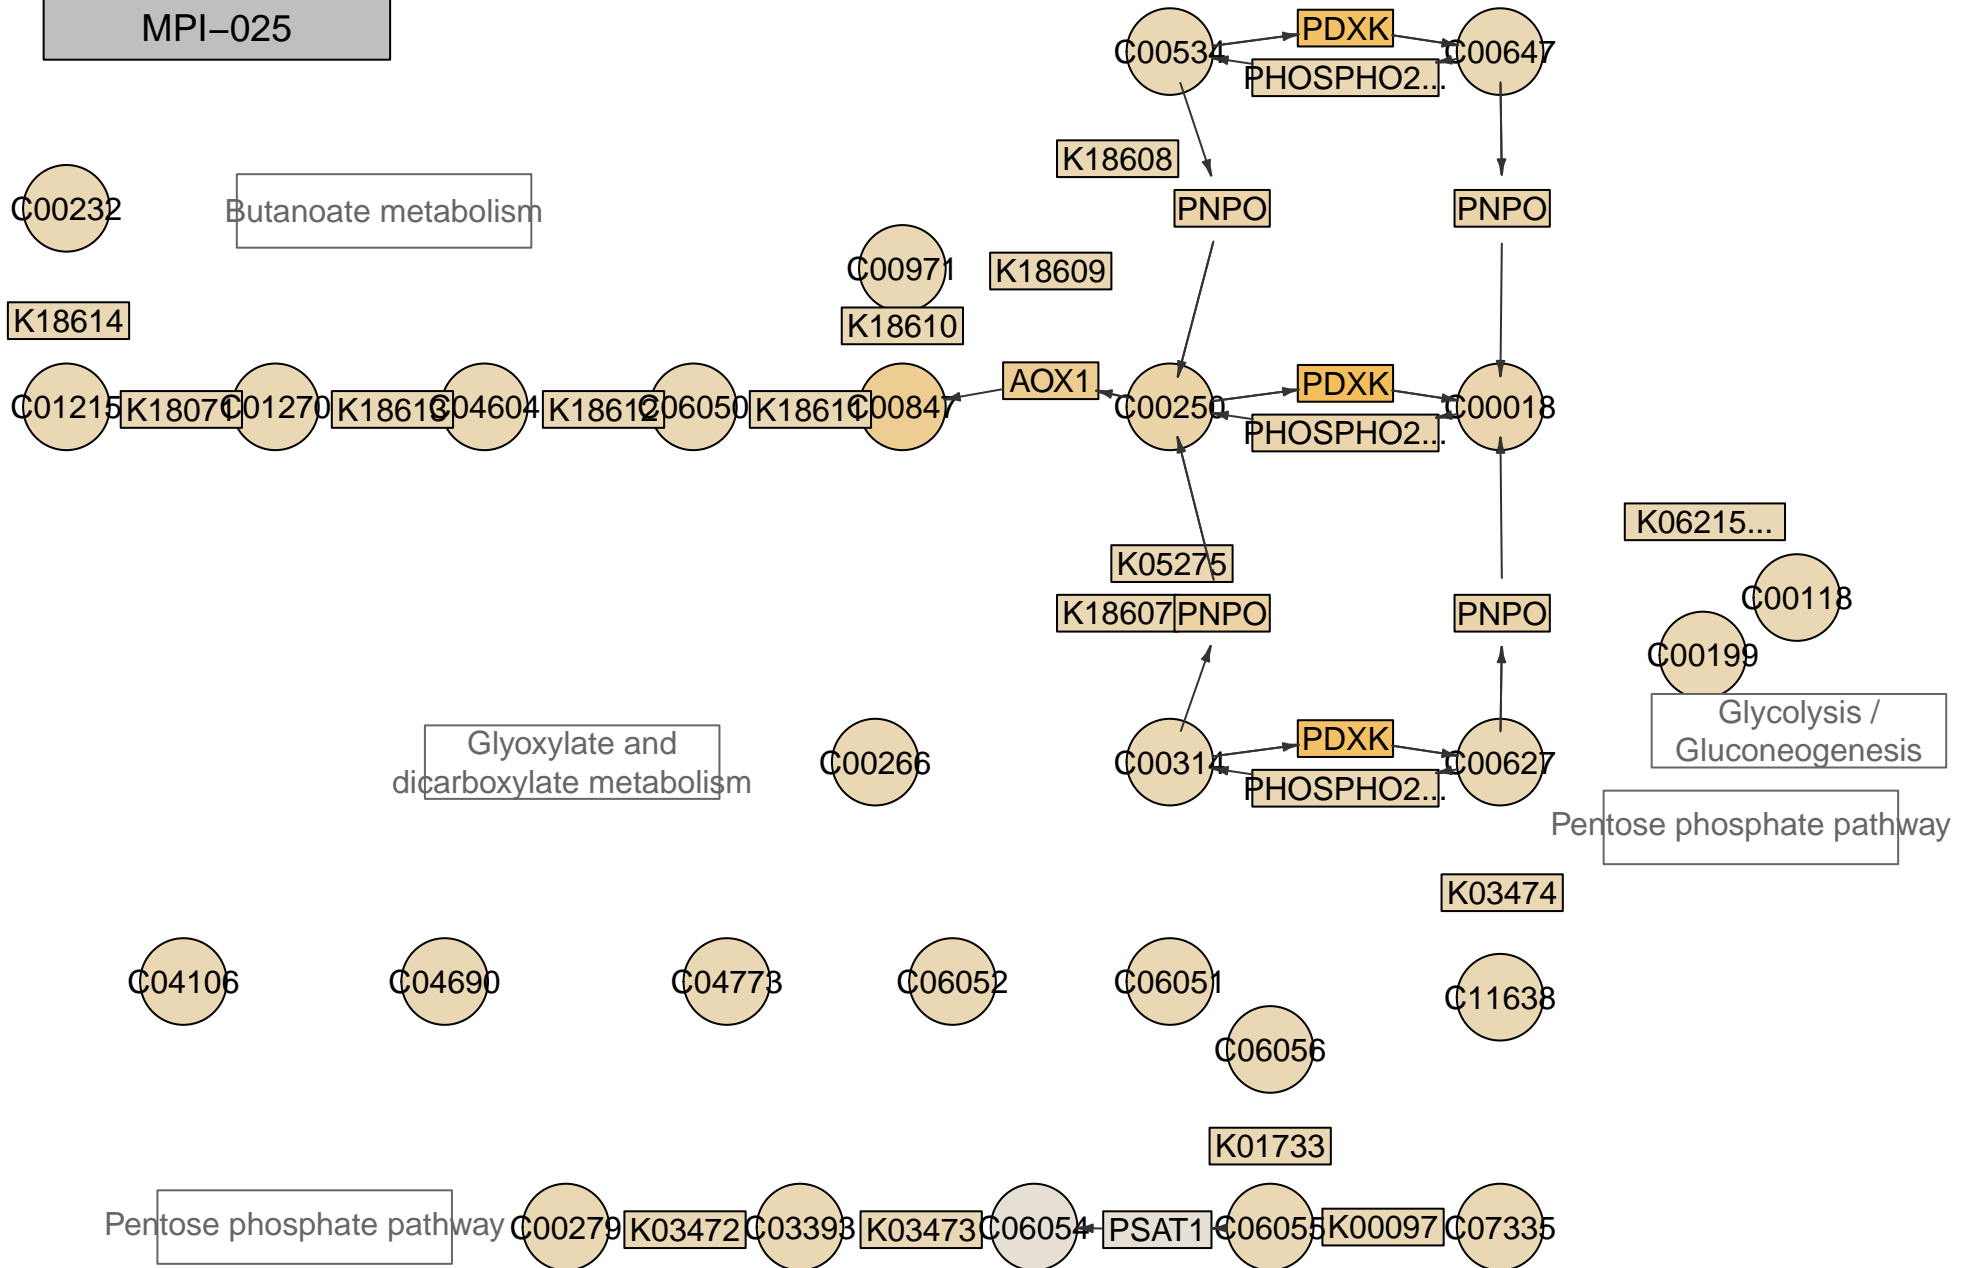 MPI−025
C00534
PDXK
C00647
PHOSPHO2...
K18608
C00232
Butanoate metabolism
PNPO
PNPO
C00971
K18609
K18614
K18610
C01215
K18071
C01270
K18613
C04604
K18612
C06050
K18611
C00847
AOX1
C00250
PDXK
C00018
PHOSPHO2...
K06215...
K05275
C00118
K18607
PNPO
PNPO
C00199
Glycolysis /
Gluconeogenesis
Glyoxylate and
dicarboxylate metabolism
C00266
C00314
PDXK
C00627
PHOSPHO2...
Pentose phosphate pathway
K03474
C04106
C04690
C04773
C06052
C06051
C11638
C06056
K01733
Pentose phosphate pathway
C00279
K03472
C03393
K03473
C06054
PSAT1
C06055
K00097
C07335